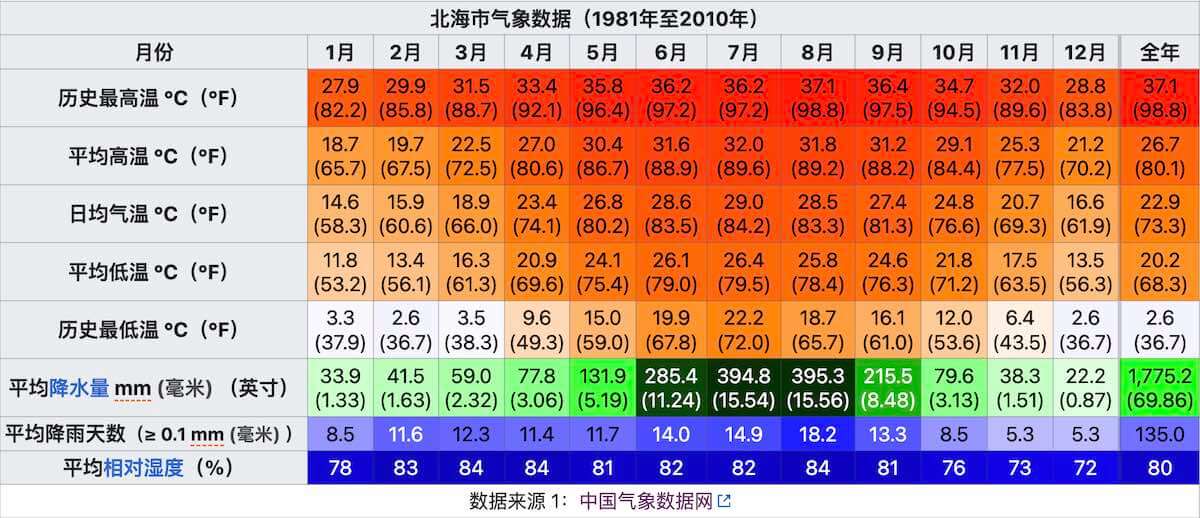 北海市气象数据（1981年至2010年）
月份 1月 2月 3月 4月 5月 6月 7月 8月 9月 10月 11月 12月 全年
历史最高温 °C（°F） 27.9 (82.2) 29.9 (85.8) 31.5 (88.7) 33.4 (92.1) 35.8 (96.4) 36.2 (97.2) 36.2 (97.2) 37.1 (98.8) 36.4 (97.5) 34.7 (94.5) 32.0 (89.6) 28.8 (83.8) 37.1 (98.8)
平均高温 °C（°F） 18.7 (65.7) 19.7 (67.5) 22.5 (72.5) 27.0 (80.6) 30.4 (86.7) 31.6 (88.9) 32.0 (89.6) 31.8 (89.2) 31.2 (88.2) 29.1 (84.4) 25.3 (77.5) 21.2 (70.2) 26.7 (80.1)
日均气温 °C（°F） 14.6 (58.3) 15.9 (60.6) 18.9 (66.0) 23.4 (74.1) 26.8 (80.2) 28.6 (83.5) 29.0 (84.2) 28.5 (83.3) 27.4 (81.3) 24.8 (76.6) 20.7 (69.3) 16.6 (61.9) 22.9 (73.3)
平均低温 °C（°F） 11.8 (53.2) 13.4 (56.1) 16.3 (61.3) 20.9 (69.6) 24.1 (75.4) 26.1 (79.0) 26.4 (79.5) 25.8 (78.4) 24.6 (76.3) 21.8 (71.2) 17.5 (63.5) 13.5 (56.3) 20.2 (68.3)
历史最低温 °C（°F） 3.3 (37.9) 2.6 (36.7) 3.5 (38.3) 9.6 (49.3) 15.0 (59.0) 19.9 (67.8) 22.2 (72.0) 18.7 (65.7) 16.1 (61.0) 12.0 (53.6) 6.4 (43.5) 2.6 (36.7) 2.6 (36.7)
平均降水量 mm (毫米) （英寸） 33.9 (1.33) 41.5 (1.63) 59.0 (2.32) 77.8 (3.06) 131.9 (5.19) 285.4 (11.24) 394.8 (15.54) 395.3 (15.56) 215.5 (8.48) 79.6 (3.13) 38.3 (1.51) 22.2 (0.87) 1,775.2 (69.86)
平均降雨天数（≥ 0.1 mm (毫米) ） 8.5 11.6 12.3 11.4 11.7 14.0 14.9 18.2 13.3 8.5 5.3 5.3 135.0
平均相对湿度（%） 78 83 84 84 81 82 82 84 81 76 73 72 80
数据来源 1：中国气象数据网